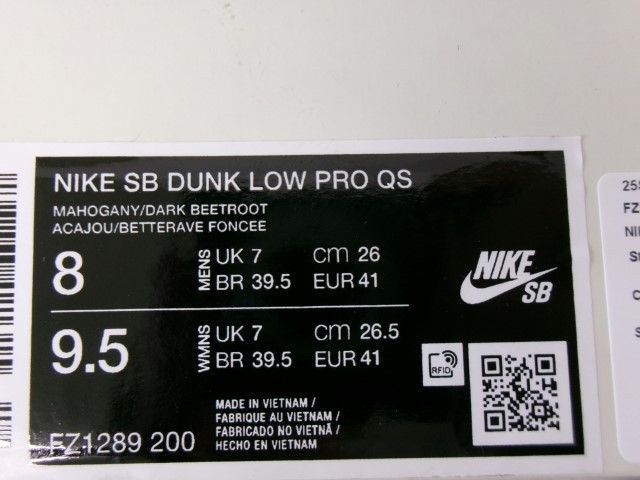 NIKE SB DUNK LOW PRO QS
MAHOGANY/DARK BEETROOT
ACAJOU/BETTERAVE FONCEE
8 MENS UK 7 cm 26
BR 39.5 EUR 41
9.5 WMNS UK 7 cm 26.5
BR 39.5 EUR 41
NIKE
SB
RFID
MADE IN VIETNAM /
FABRIQUE AU VIETNAM /
FABRICADO NO VIETNÃ /
HECHO EN VIETNAM
FZ1289 200
FZ